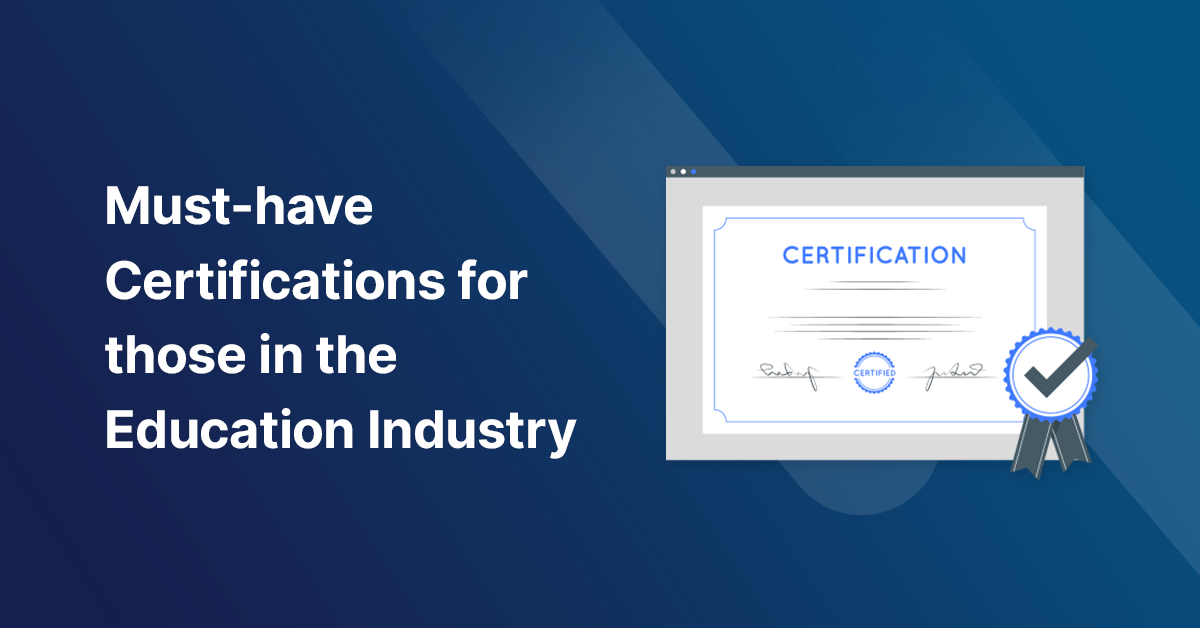 Must-have
Certifications for
those in the
Education Industry
CERTIFICATION
CERTIFIED